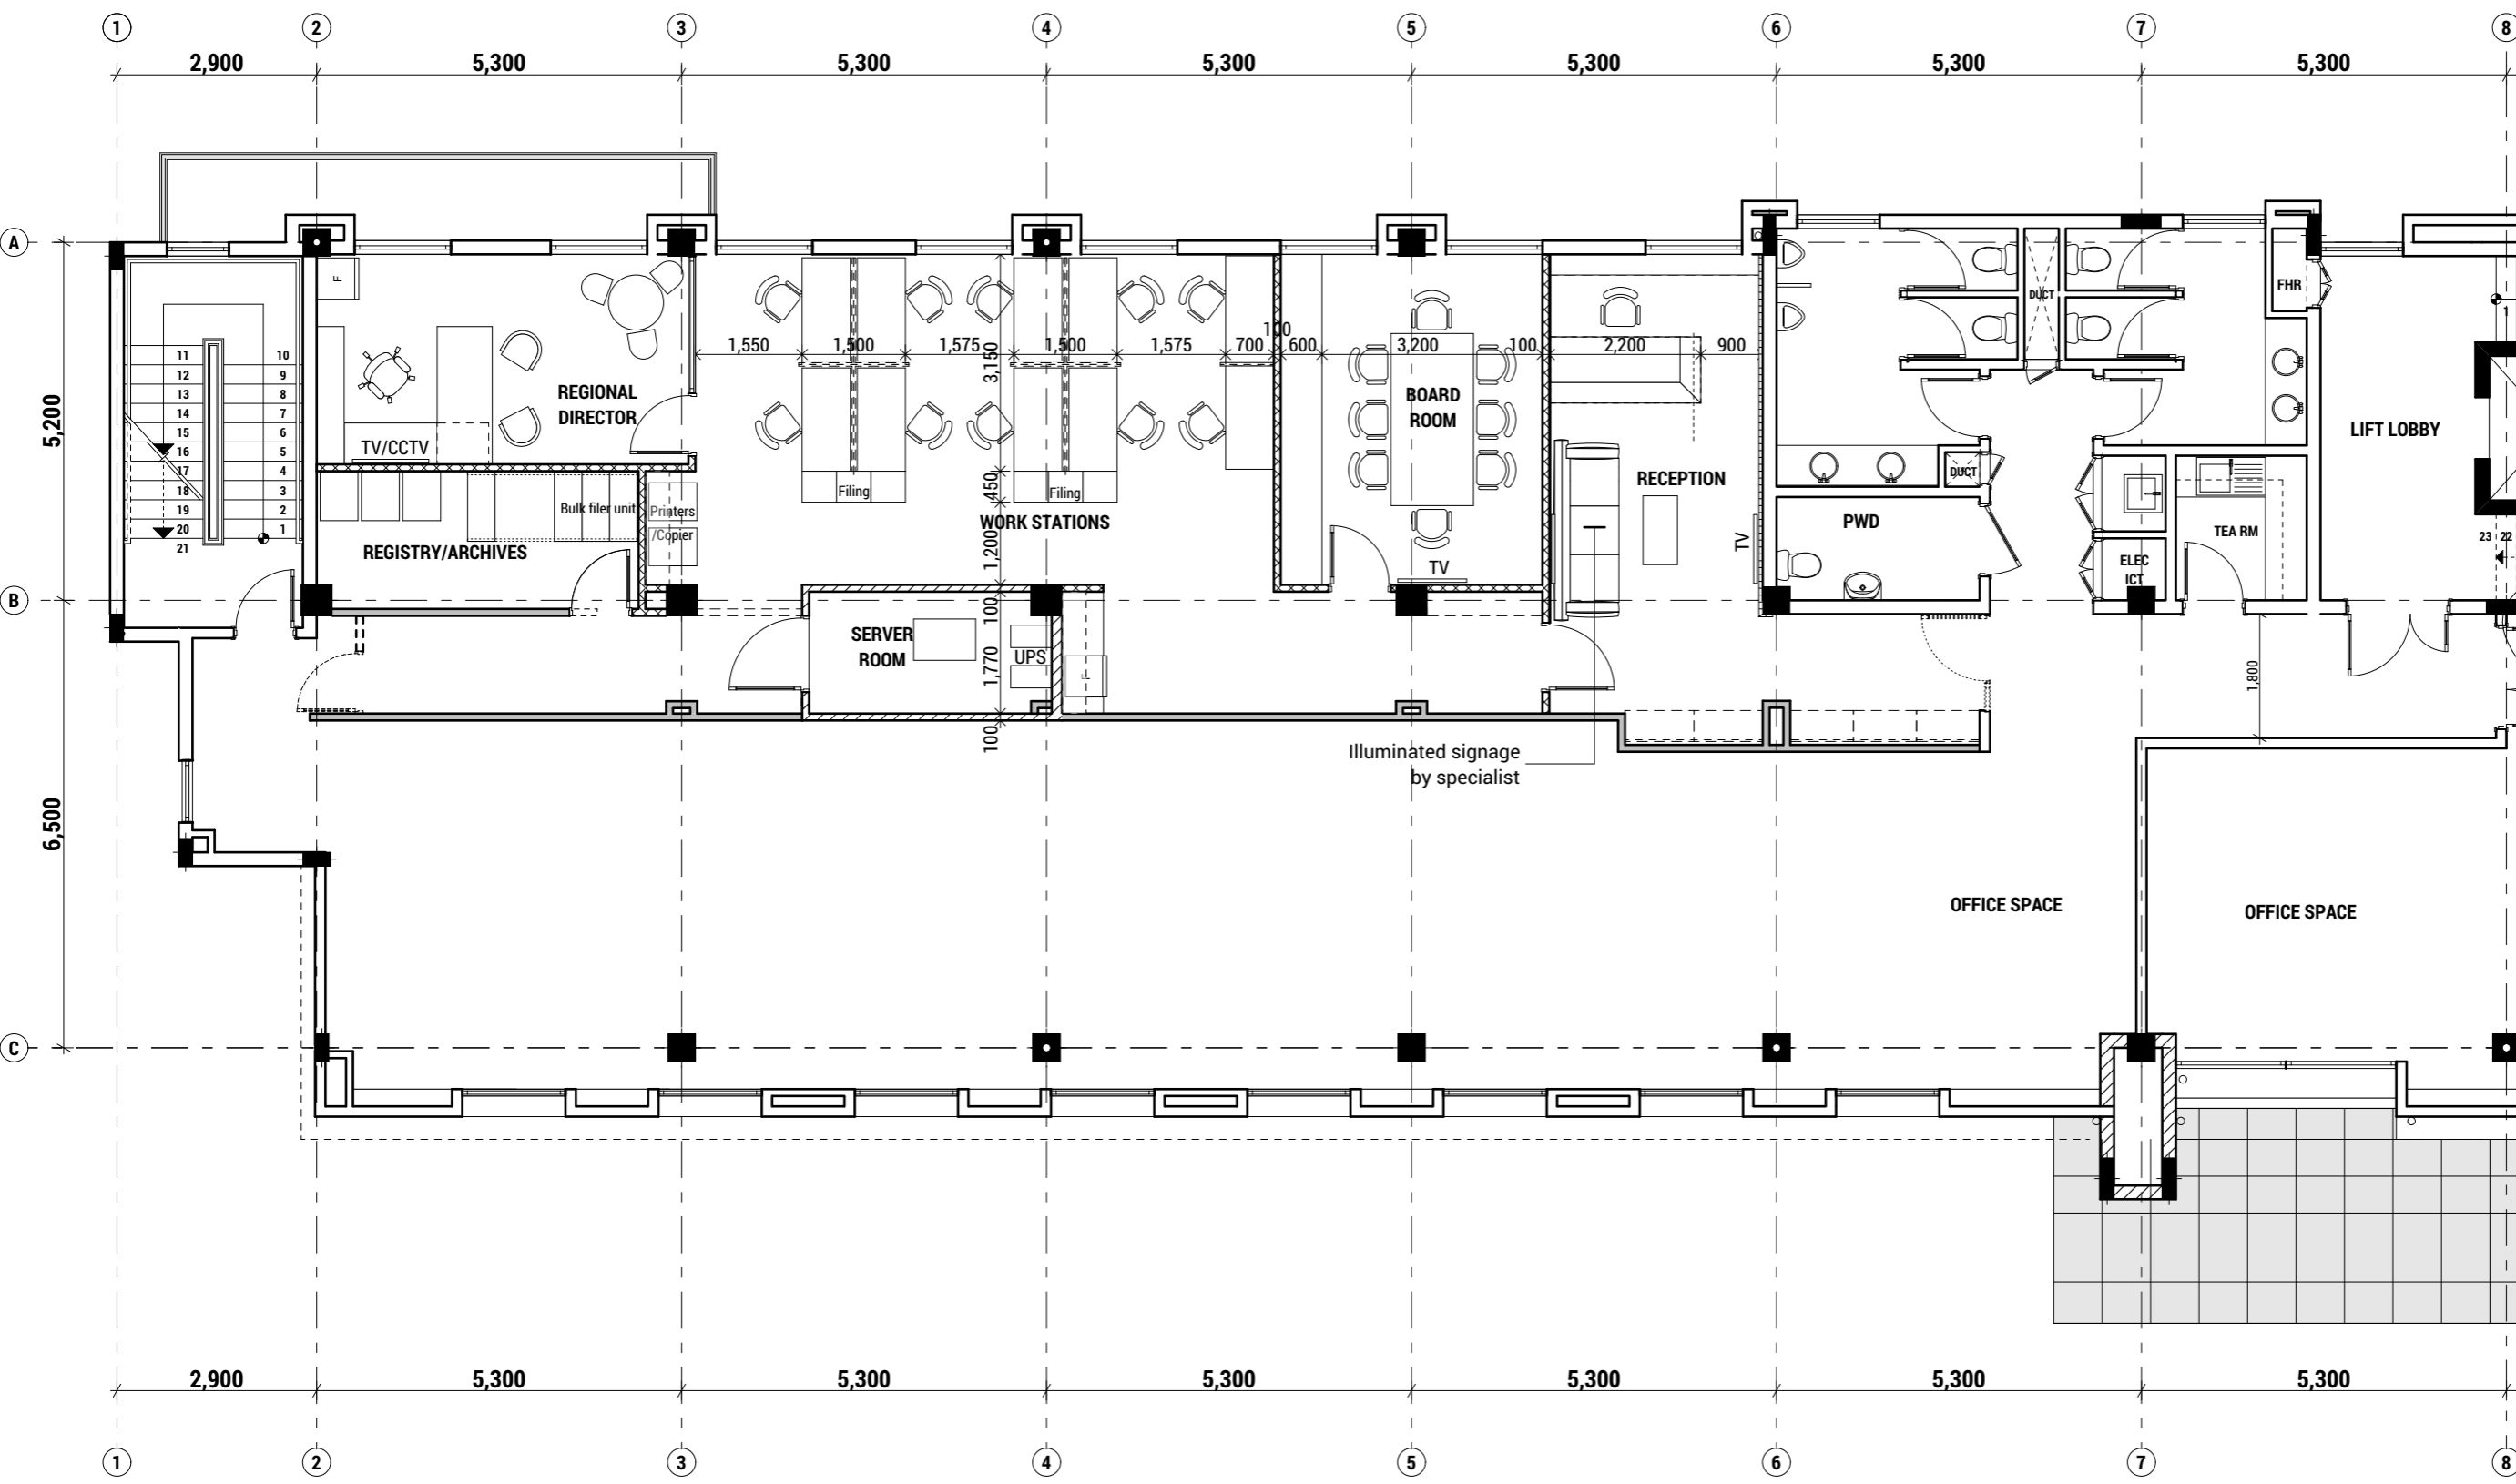 1 2 3 4 5 6 7 8
2,900 5,300 5,300 5,300 5,300 5,300 5,300
A
F
FHR
DUCT
1
100
1,550 1,500 1,575 1,500 1,575 700 600 3,200 100 2,200 900
3,150
11 10
12 9
13 8
14 7
15 6
16 5
17 4
18 3
19 2
20 1
21
5,200
REGIONAL
DIRECTOR
BOARD
ROOM
LIFT LOBBY
TV/CCTV
DUCT
RECEPTION
450
Filing
Filing
Bulk filer unit
Printers
/Copier
WORK STATIONS
PWD
TEA RM
23 22
REGISTRY/ARCHIVES
1,200
TV
TV
ELEC
ICT
B
100
SERVER
ROOM
UPS
1,770
F
1,800
100
Illuminated signage
by specialist
6,500
OFFICE SPACE
OFFICE SPACE
C
2,900 5,300 5,300 5,300 5,300 5,300 5,300
1 2 3 4 5 6 7 8